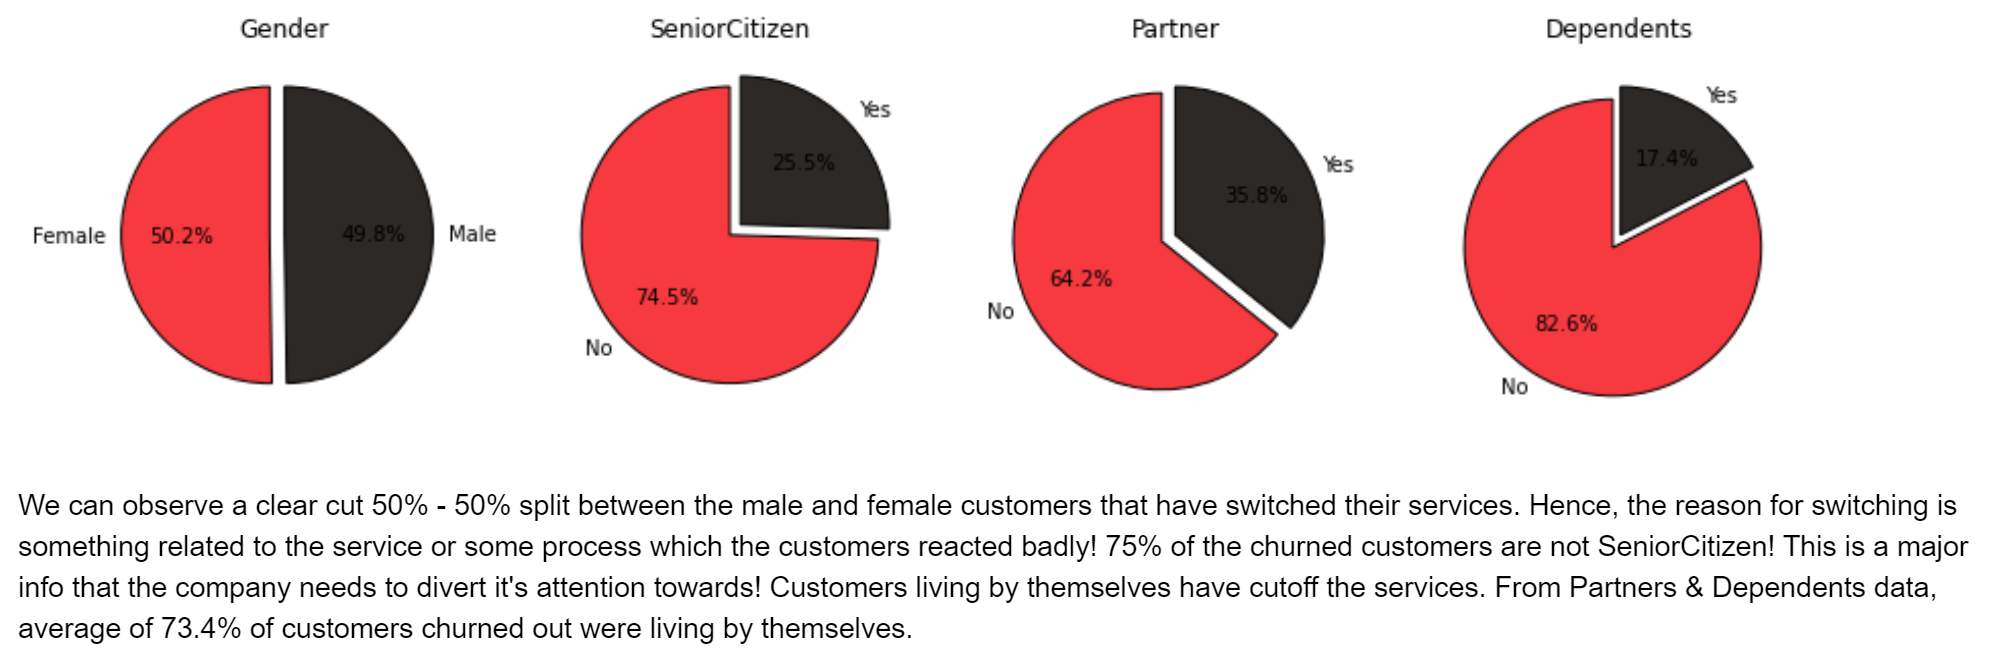 Gender
SeniorCitizen
Partner
Dependents
Female
50.2%
49.8%
Male
Yes
25.5%
74.5%
No
Yes
35.8%
64.2%
No
Yes
17.4%
82.6%
No
We can observe a clear cut 50% - 50% split between the male and female customers that have switched their services. Hence, the reason for switching is
something related to the service or some process which the customers reacted badly! 75% of the churned customers are not SeniorCitizen! This is a major
info that the company needs to divert it's attention towards! Customers living by themselves have cutoff the services. From Partners & Dependents data,
average of 73.4% of customers churned out were living by themselves.